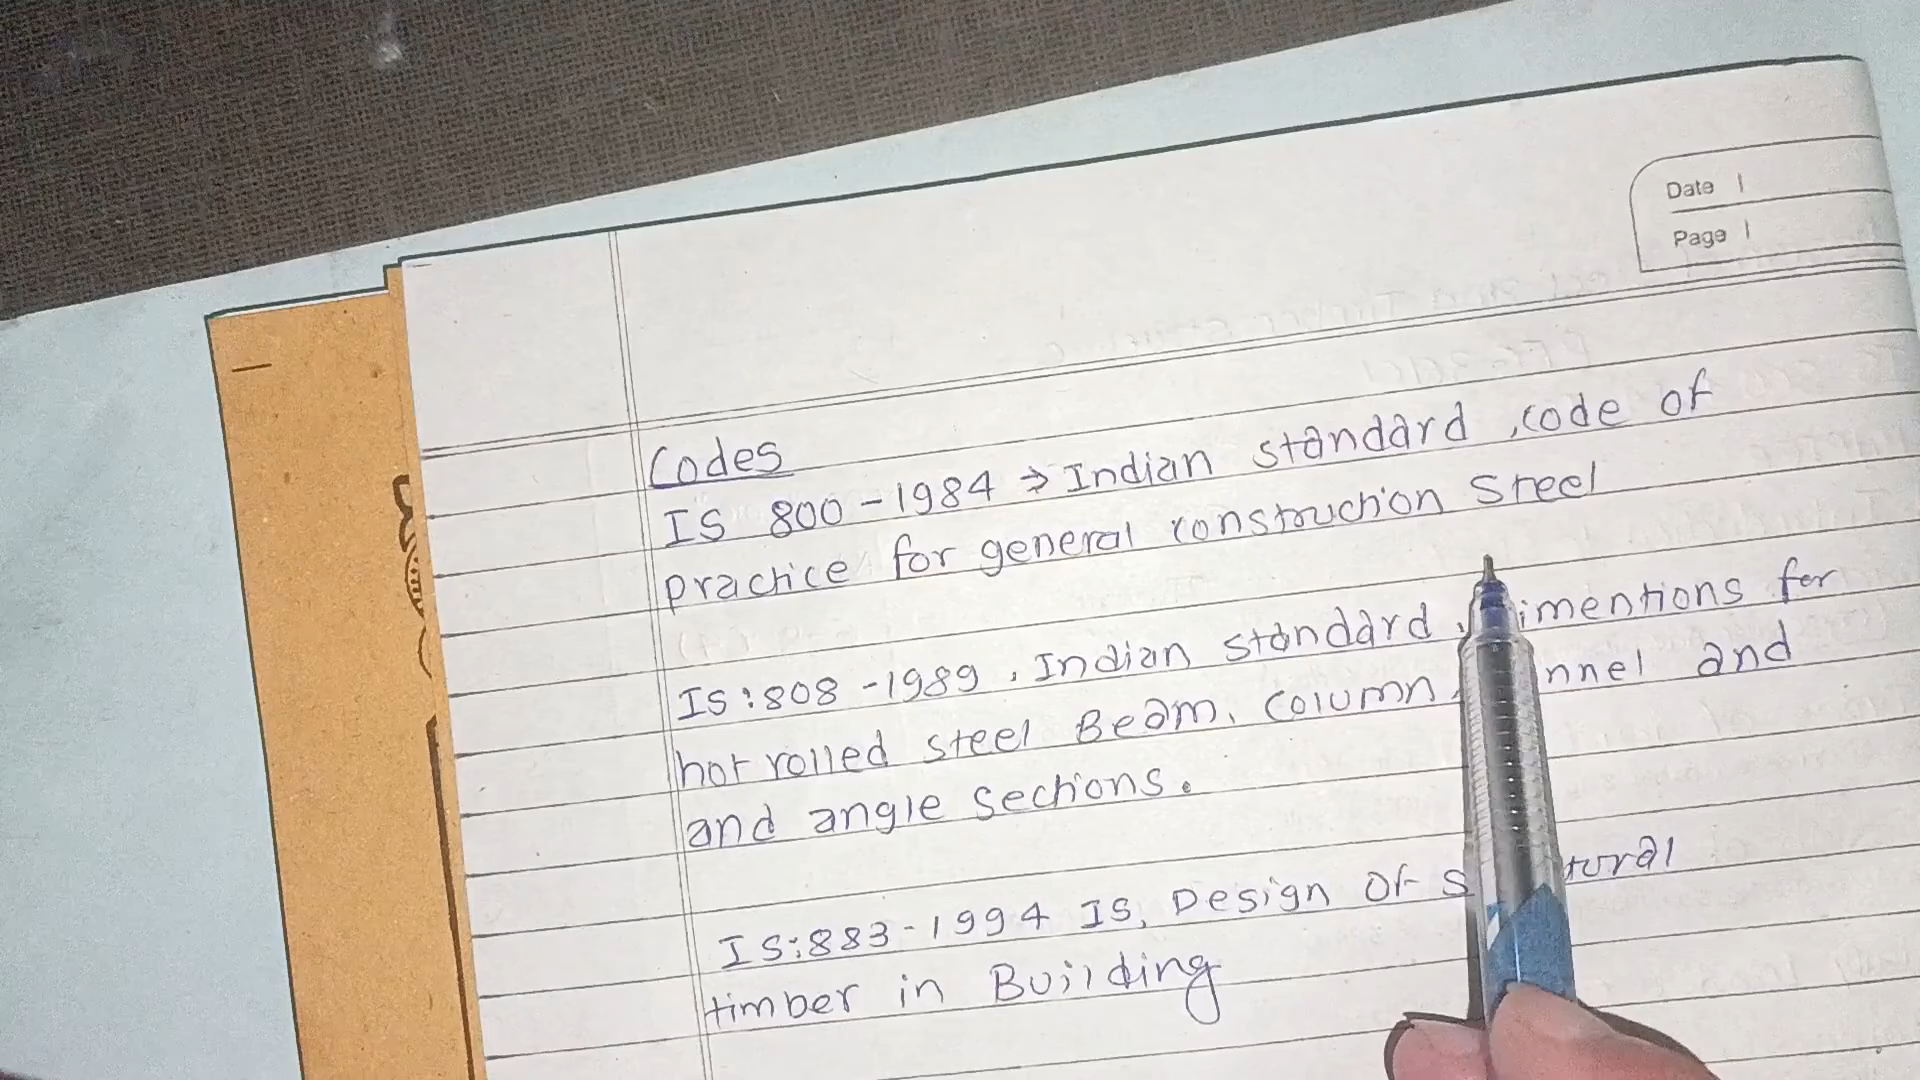 Date
Page
Codes
IS 800-1984 → Indian standard, code of
practice for general construction Steel
IS:808-1989, Indian standard, imentions for
hot rolled steel Beam, column, nnel and
and angle sections.
IS:883-1994 IS, Design of S tural
timber in Building